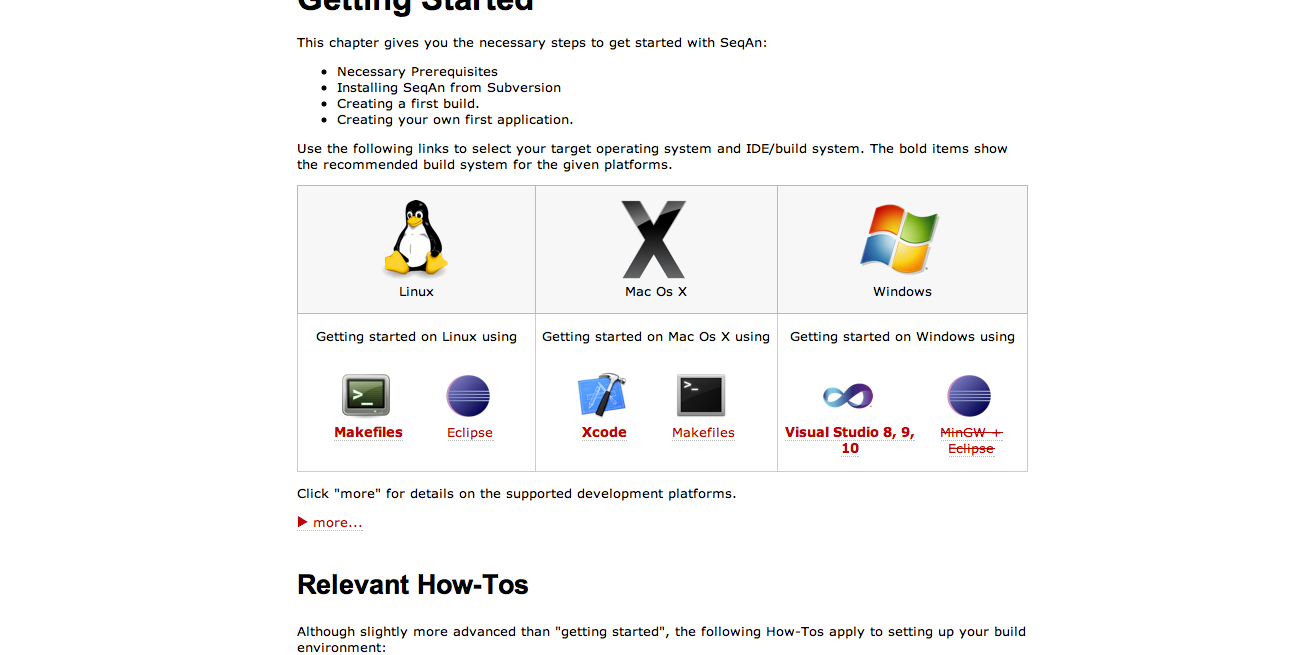 Getting Started
This chapter gives you the necessary steps to get started with SeqAn:
Necessary Prerequisites
Installing SeqAn from Subversion
Creating a first build.
Creating your own first application.
Use the following links to select your target operating system and IDE/build system. The bold items show
the recommended build system for the given platforms.
Linux
Mac Os X
Windows
Getting started on Linux using
Getting started on Mac Os X using
Getting started on Windows using
Makefiles
Eclipse
Xcode
Makefiles
Visual Studio 8, 9,
10
MinGW +
Eclipse
Click "more" for details on the supported development platforms.
more...
Relevant How-Tos
Although slightly more advanced than "getting started", the following How-Tos apply to setting up your build
environment: